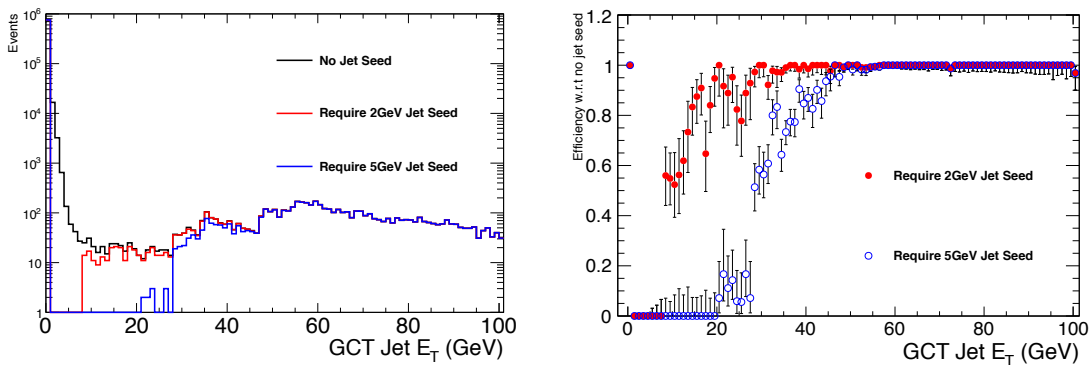 Events
10^6
10^5
10^4
10^3
10^2
10
1
No Jet Seed
Require 2GeV Jet Seed
Require 5GeV Jet Seed
0 20 40 60 80 100
GCT Jet E_T (GeV)
Efficiency w.r.t no jet seed
1.2
1
0.8
0.6
0.4
0.2
0
Require 2GeV Jet Seed
Require 5GeV Jet Seed
0 20 40 60 80 100
GCT Jet E_T (GeV)